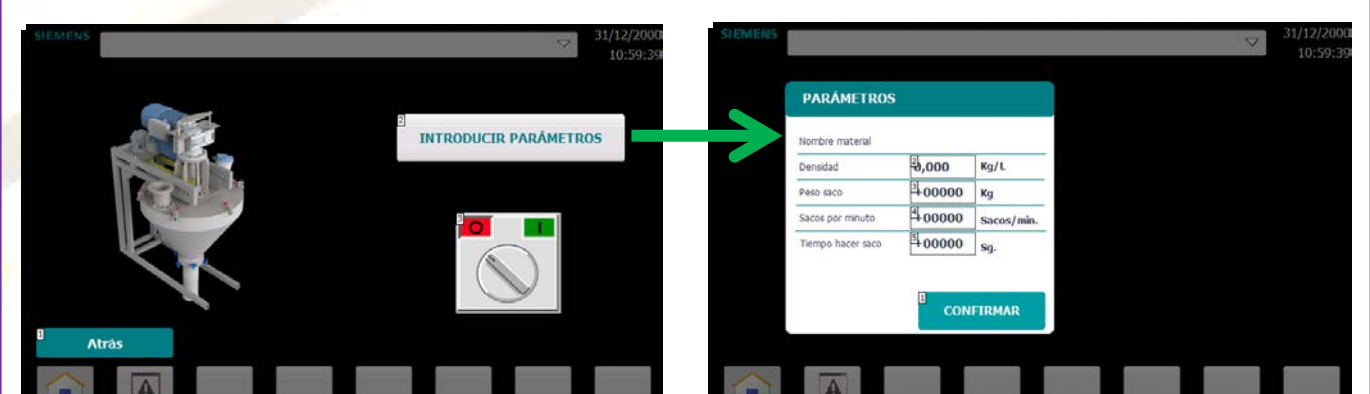 SIEMENS
31/12/2000
10:59:39
2
INTRODUCIR PARÁMETROS
3
O I
1
Atrás
SIEMENS
31/12/2000
10:59:39
PARÁMETROS
Nombre material
Densidad 2 0,000 Kg/L
Peso saco 3 +00000 Kg
Sacos por minuto 4 +00000 Sacos/min.
Tiempo hacer saco 5 +00000 Sg.
1
CONFIRMAR